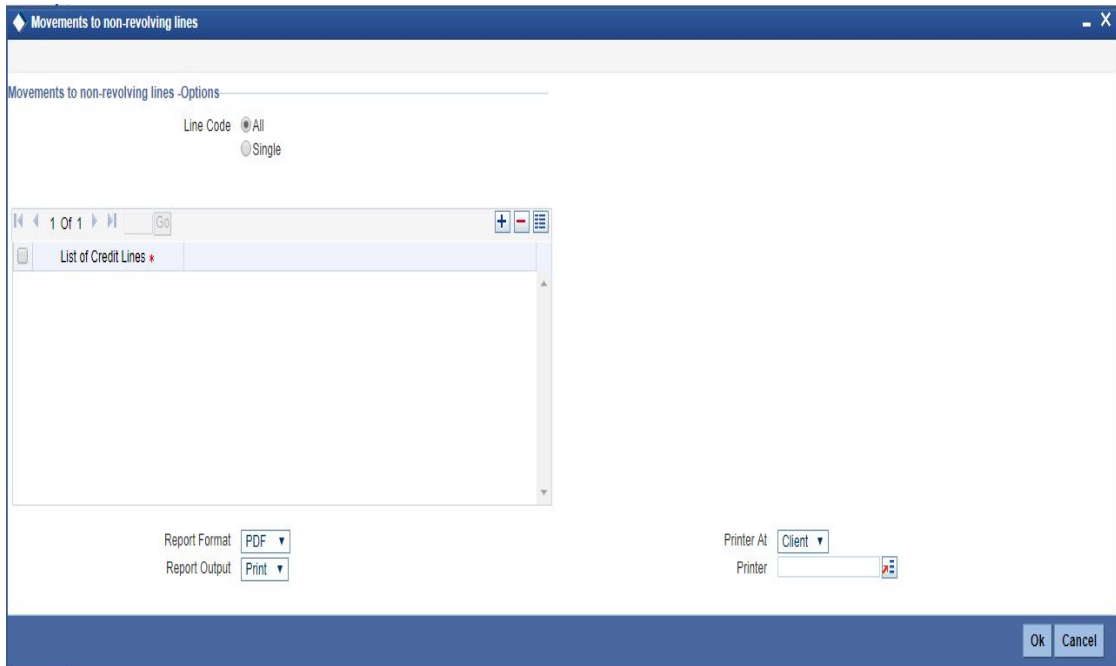 Movements to non-revolving lines
Movements to non-revolving lines -Options
Line Code All
Single
1 Of 1 Go
List of Credit Lines *
Report Format PDF
Report Output Print
Printer At Client
Printer
Ok Cancel